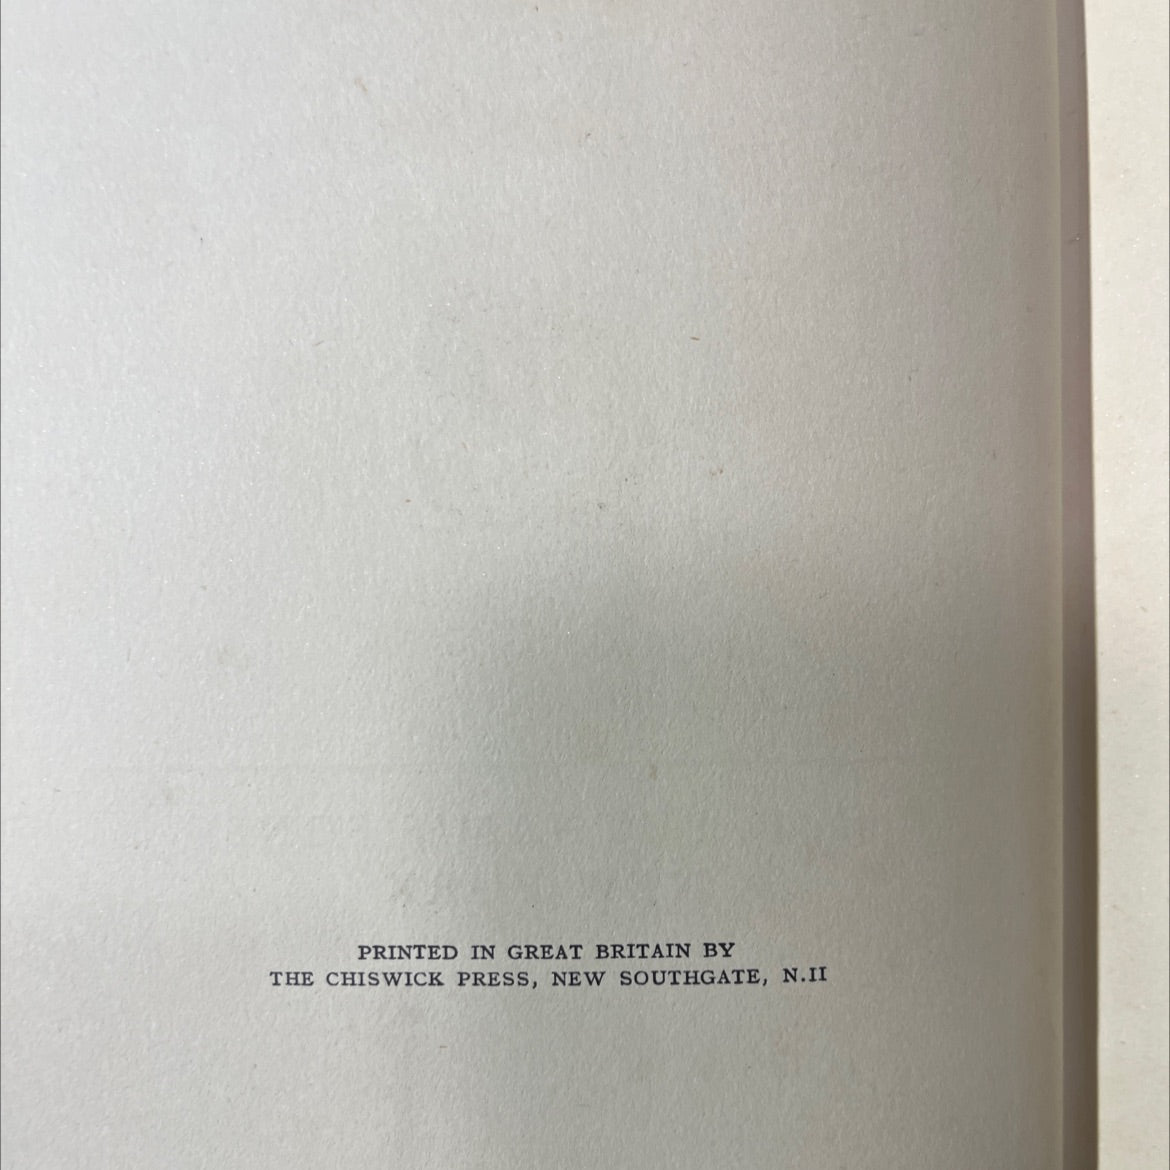 PRINTED IN GREAT BRITAIN BY
THE CHISWICK PRESS, NEW SOUTHGATE, N.II